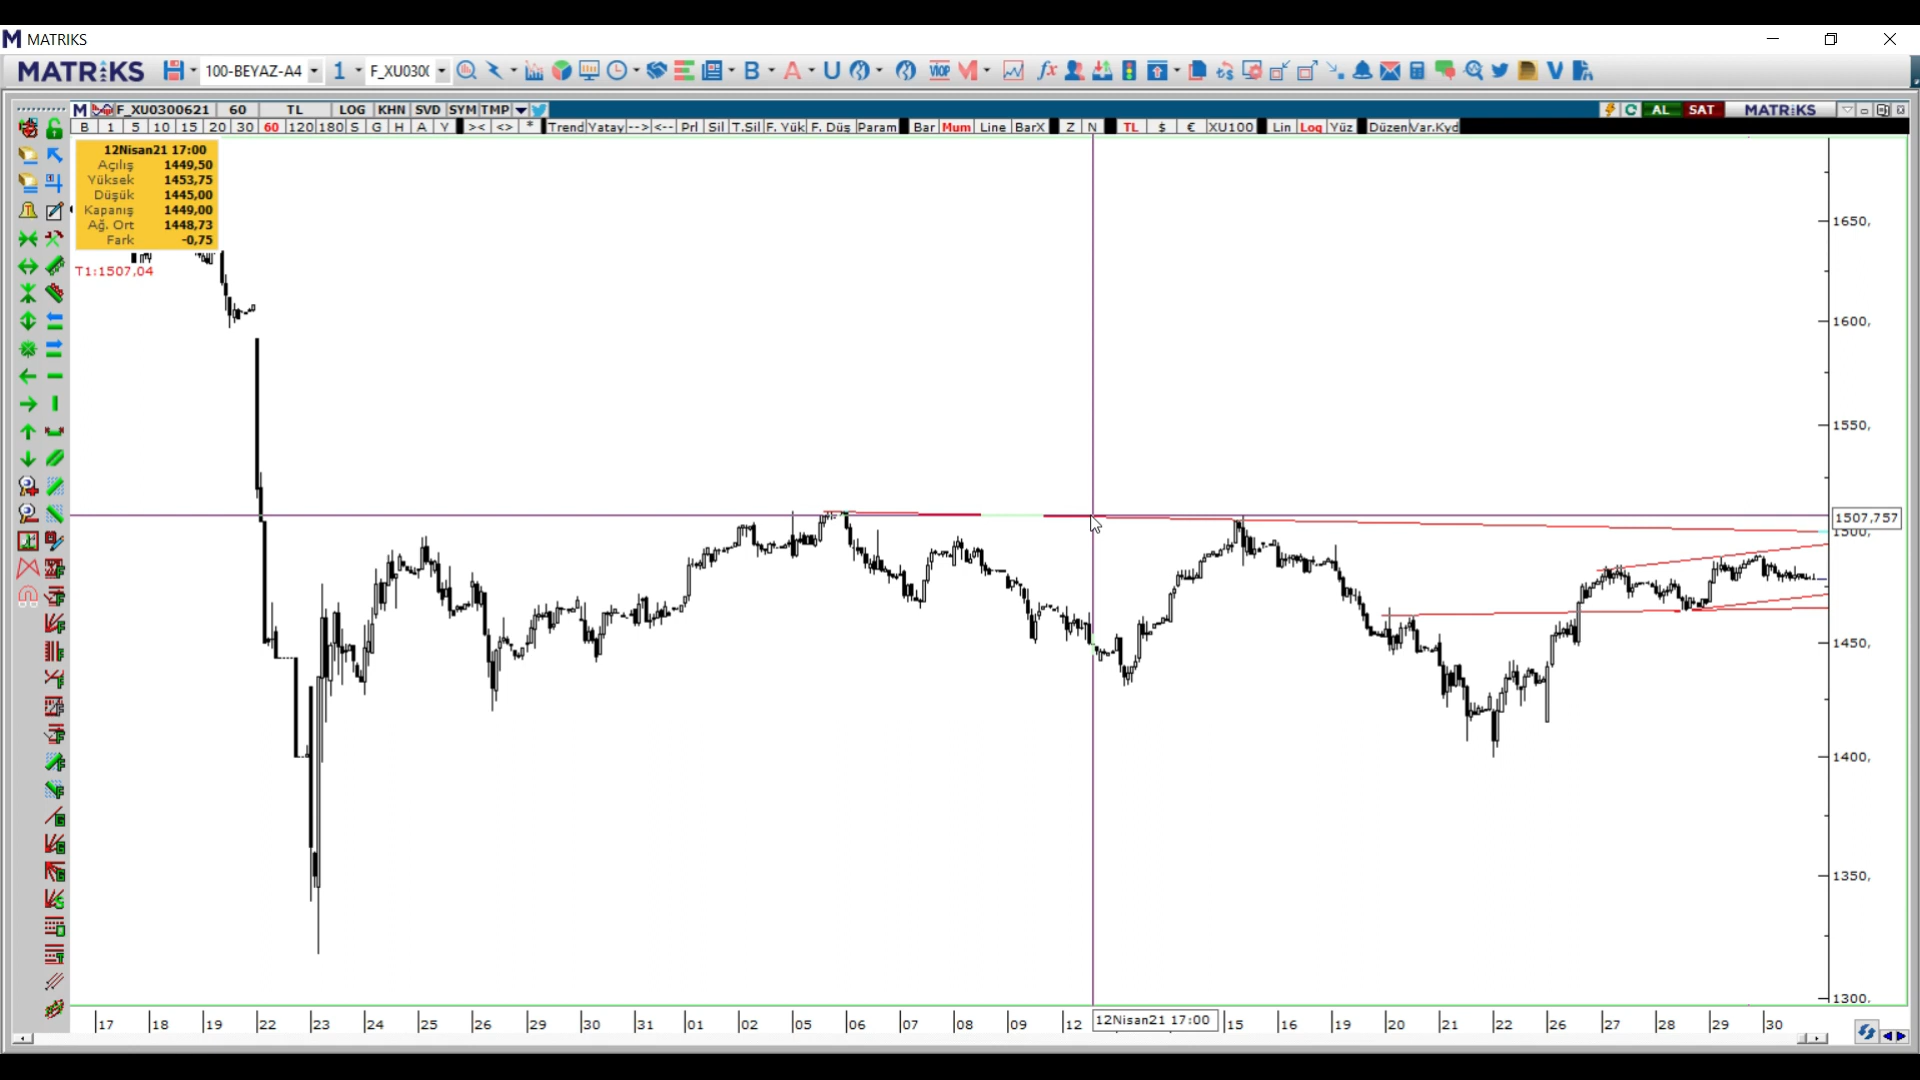 MATRIKS
MATRIKS 100-BEYAZ-A4 1 F_XU030( B A U VIOP M fx V
M F_XU0300621 60 TL LOG KHN SVD SYM TMP AL SAT MATRIKS
B 1 5 10 15 20 30 60 120 180 S G H A Y >< <> * Trend Yatay --> <-- Prl Sil T.Sil F. Yük F. Düş Param Bar Mum Line BarX Z N TL $ € XU100 Lin Log Yüz Düzen Var.Kyd
12Nisan21 17:00
Açılış 1449,50
Yüksek 1453,75
Düşük 1445,00
Kapanış 1449,00
Ağ. Ort 1448,73
Fark -0,75
T1:1507,04
1650,
1600,
1550,
1507,757
1500,
1450,
1400,
1350,
1300,
17 18 19 22 23 24 25 26 29 30 31 01 02 05 06 07 08 09 12 12Nisan21 17:00 15 16 19 20 21 22 26 27 28 29 30